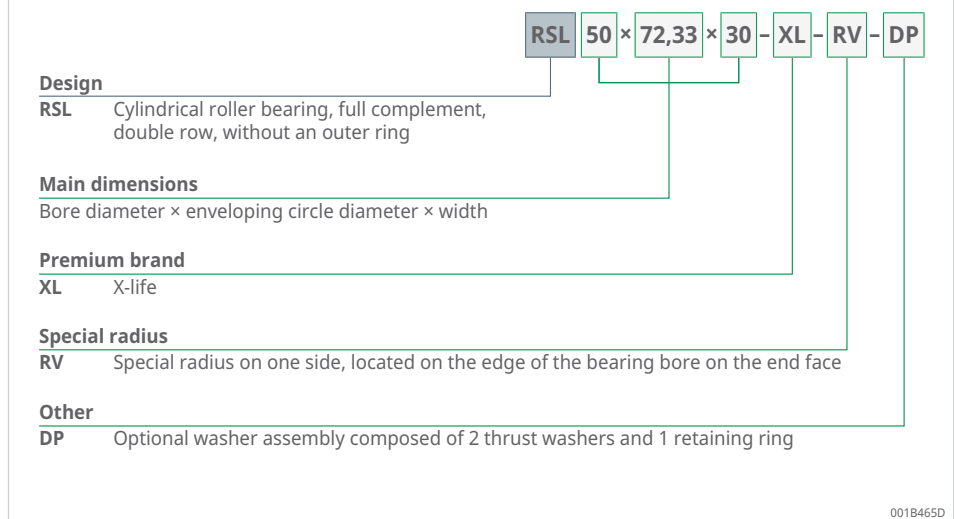 RSL 50 × 72,33 × 30 – XL – RV – DP
Design
RSL Cylindrical roller bearing, full complement,
double row, without an outer ring
Main dimensions
Bore diameter × enveloping circle diameter × width
Premium brand
XL X-life
Special radius
RV Special radius on one side, located on the edge of the bearing bore on the end face
Other
DP Optional washer assembly composed of 2 thrust washers and 1 retaining ring
001B465D